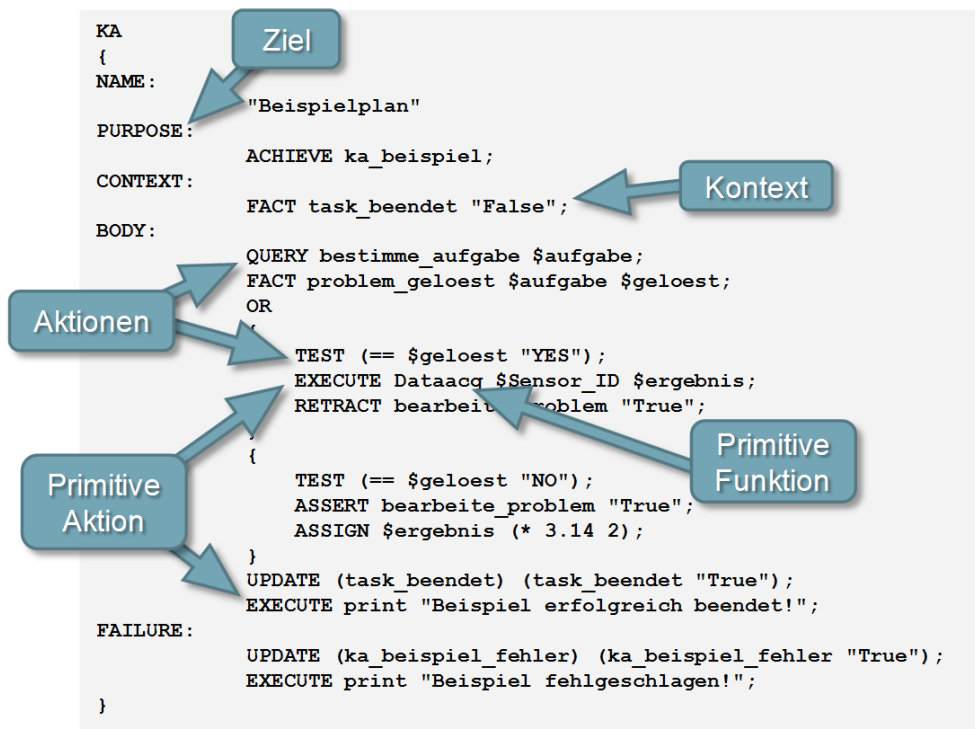 KA
Ziel
{
NAME:
"Beispielplan"
PURPOSE:
ACHIEVE ka_beispiel;
CONTEXT:
Kontext
FACT task_beendet "False";
BODY:
QUERY bestimme_aufgabe $aufgabe;
FACT problem_geloest $aufgabe $geloest;
OR
Aktionen
{
TEST (== $geloest "YES");
EXECUTE Dataacq $Sensor_ID $ergebnis;
RETRACT bearbeite_problem "True";
}
Primitive
Funktion
{
Primitive
Aktion
TEST (== $geloest "NO");
ASSERT bearbeite_problem "True";
ASSIGN $ergebnis (* 3.14 2);
}
UPDATE (task_beendet) (task_beendet "True");
EXECUTE print "Beispiel erfolgreich beendet!";
FAILURE:
UPDATE (ka_beispiel_fehler) (ka_beispiel_fehler "True");
EXECUTE print "Beispiel fehlgeschlagen!";
}